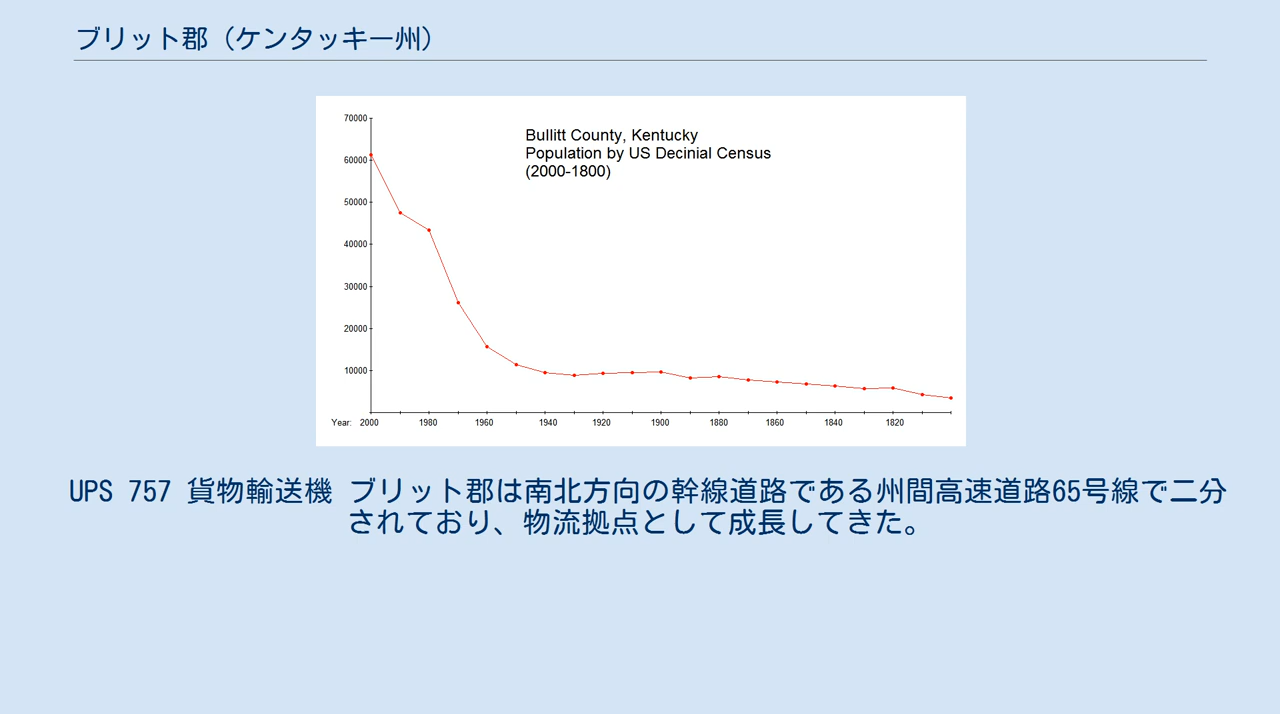 ブリット郡（ケンタッキー州）
Bullitt County, Kentucky
Population by US Decinial Census
(2000-1800)
70000
60000
50000
40000
30000
20000
10000
Year: 2000 1980 1960 1940 1920 1900 1880 1860 1840 1820
UPS 757 貨物輸送機 ブリット郡は南北方向の幹線道路である州間高速道路65号線で二分
されており、物流拠点として成長してきた。